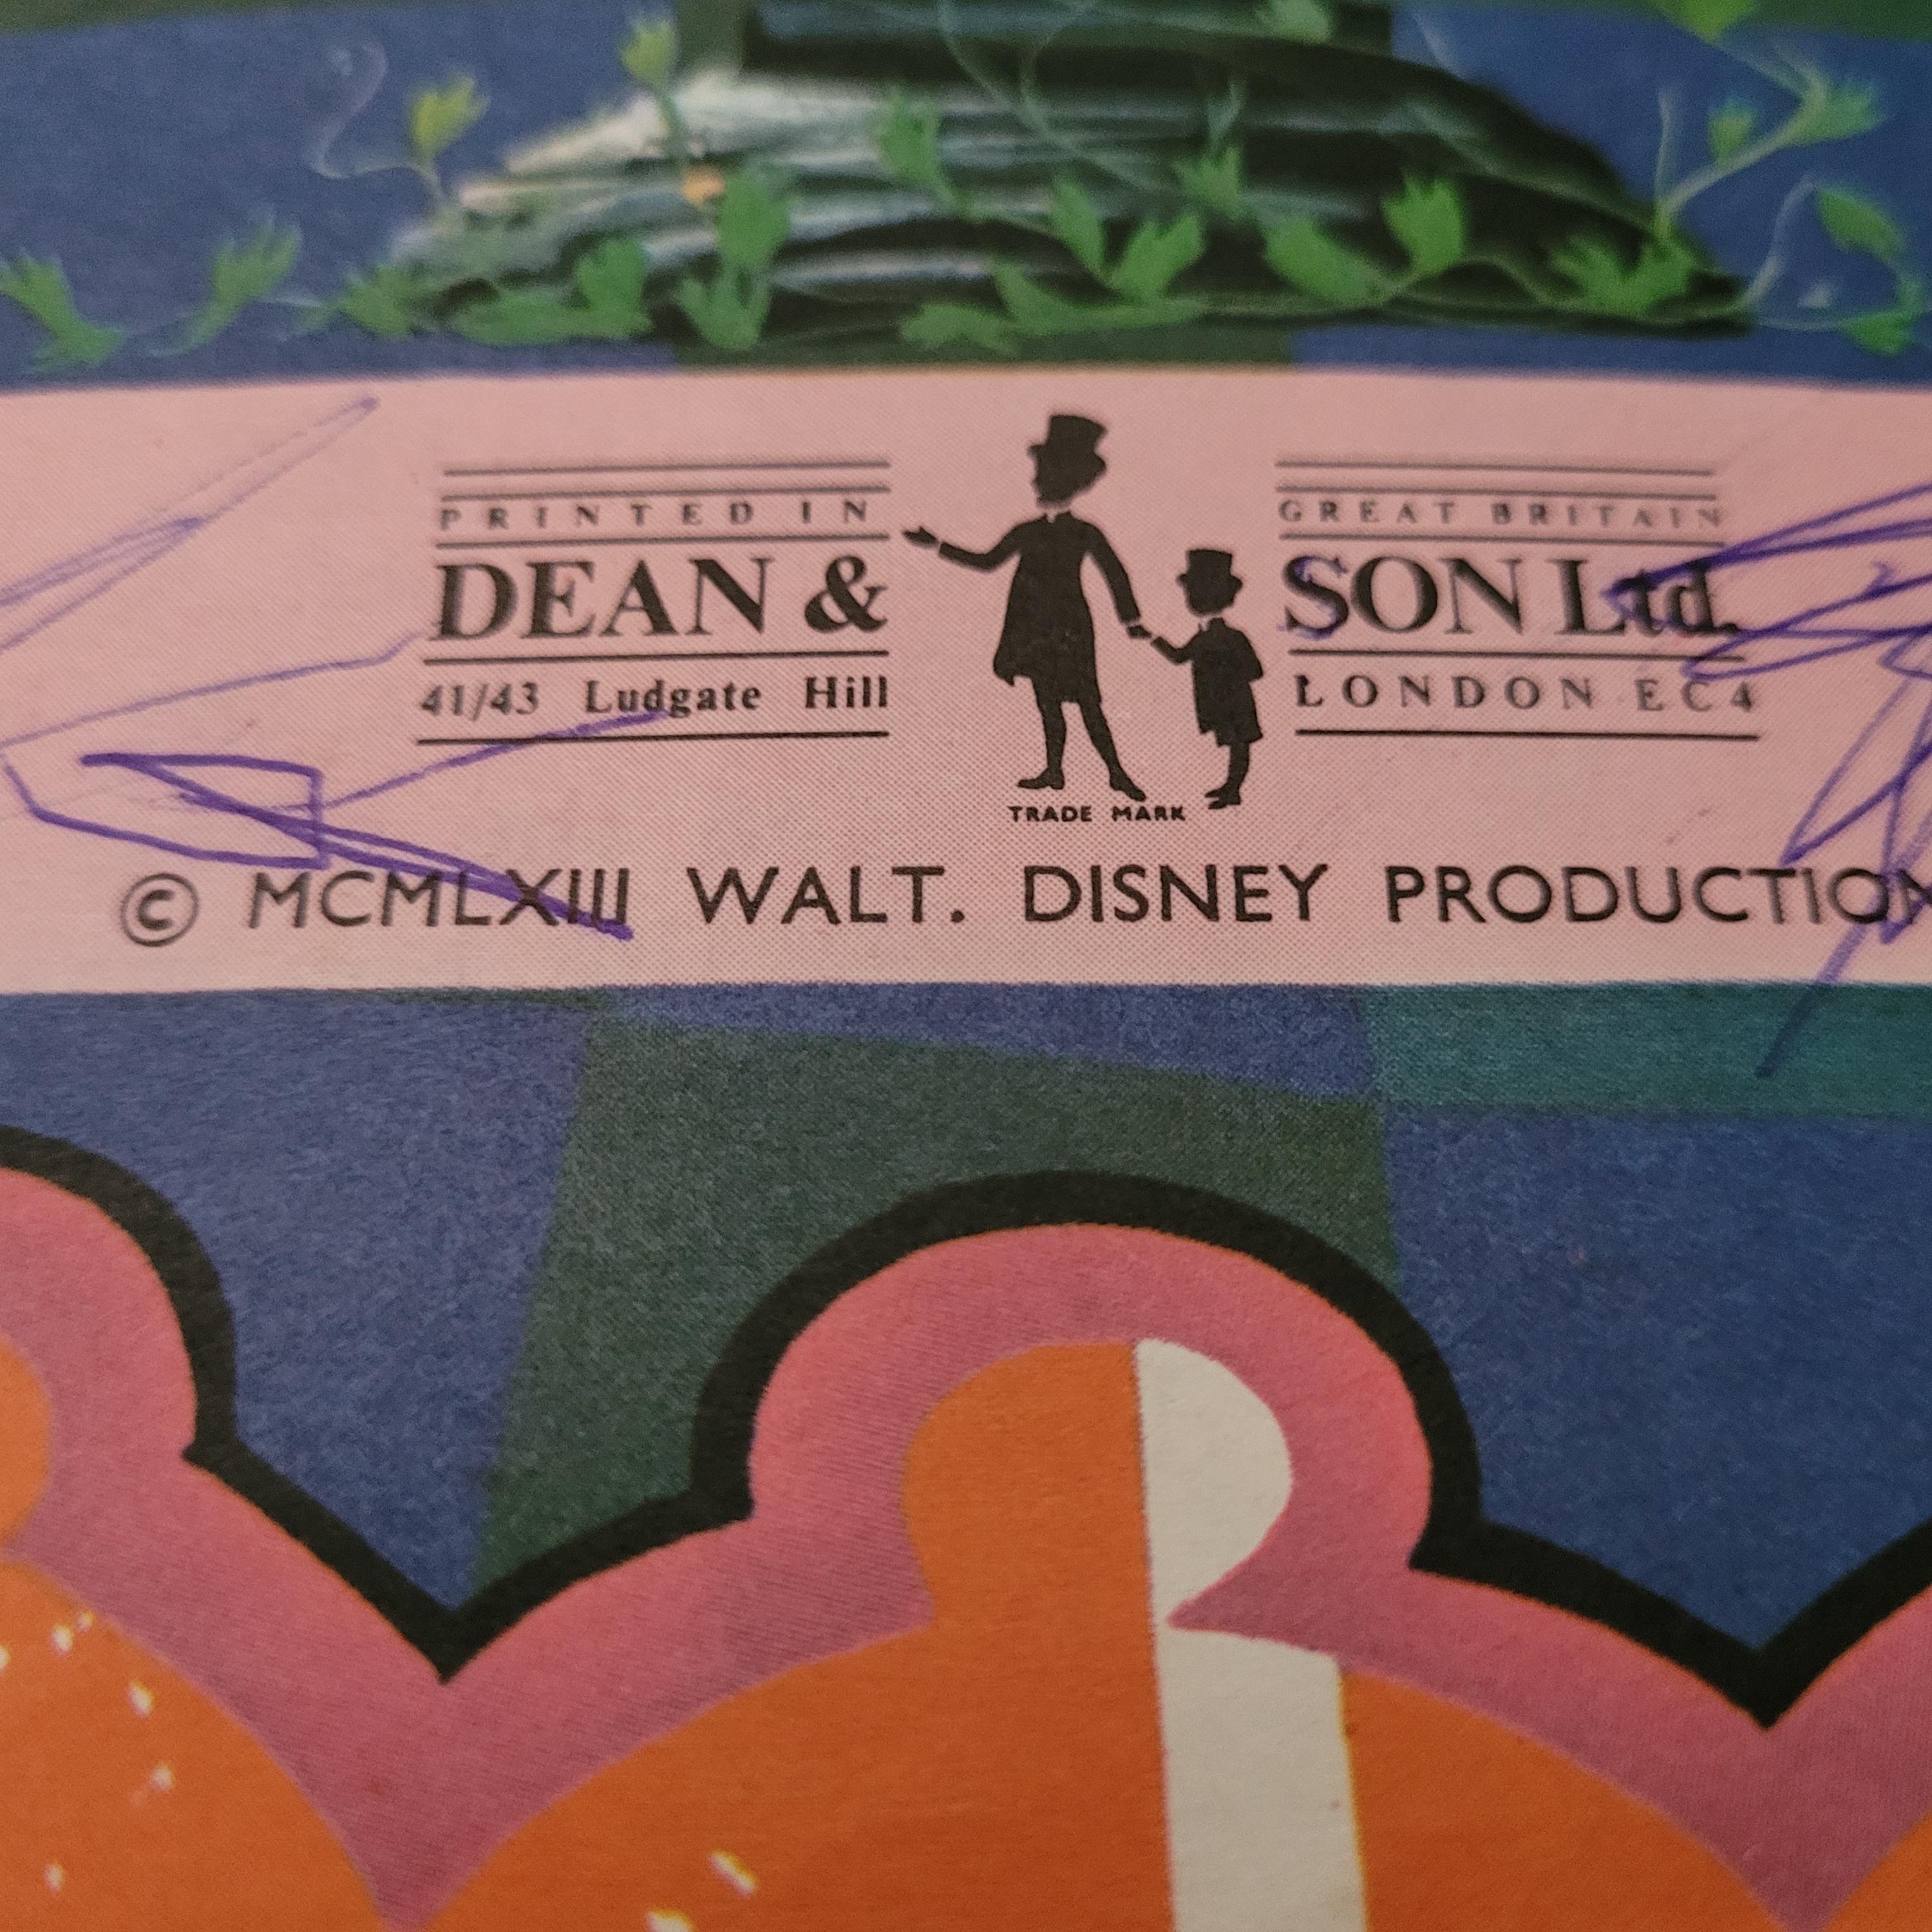 PRINTED IN GREAT BRITAIN
DEAN & SON Ltd.
41/43 Ludgate Hill LONDON EC4
TRADE MARK
© MCMLXIII WALT. DISNEY PRODUCTION